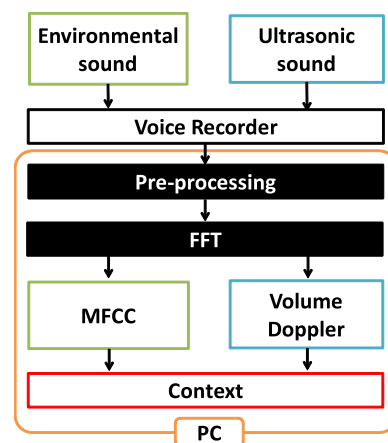 Environmental
sound
Ultrasonic
sound
Voice Recorder
Pre-processing
FFT
MFCC
Volume
Doppler
Context
PC